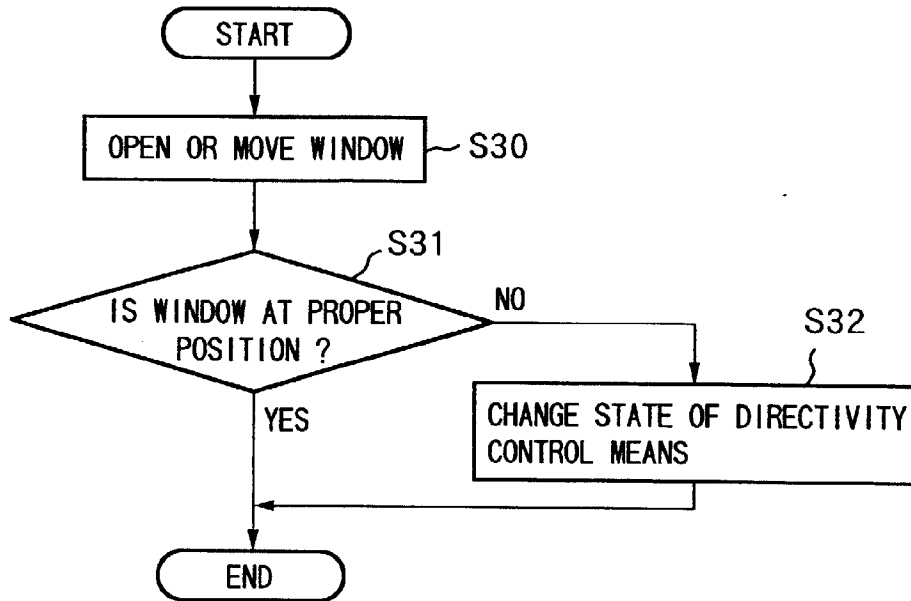 START
OPEN OR MOVE WINDOW
S30
S31
IS WINDOW AT PROPER
POSITION ?
NO
S32
YES
CHANGE STATE OF DIRECTIVITY
CONTROL MEANS
END